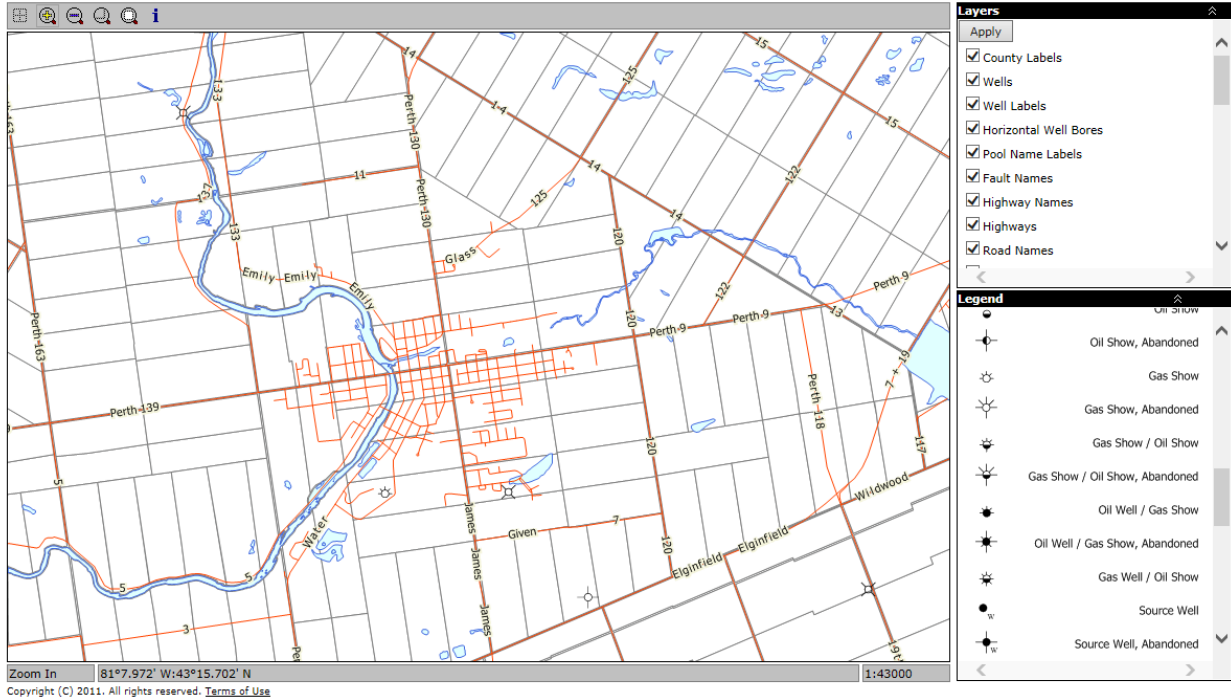 i
14
15
125
133
Perth 130
163
14
15
14
122
11
125
137
Perth 130
14
133
120
Glass
Emily
Emily
Emily
Perth 9
122
13
Perth 163
120
Perth 9
Perth 9
7 + 19
Perth 118
Perth 139
120
117
5
Wildwood
Water
James
Given
7
120
Elginfield
Elginfield
James
5
5
James
3
19th
Layers
Apply
County Labels
Wells
Well Labels
Horizontal Well Bores
Pool Name Labels
Fault Names
Highway Names
Highways
Road Names
Legend
Oil Show
Oil Show, Abandoned
Gas Show
Gas Show, Abandoned
Gas Show / Oil Show
Gas Show / Oil Show, Abandoned
Oil Well / Gas Show
Oil Well / Gas Show, Abandoned
Gas Well / Oil Show
W
Source Well
W
Source Well, Abandoned
Zoom In
81°7.972' W:43°15.702' N
1:43000
Copyright (C) 2011. All rights reserved. Terms of Use